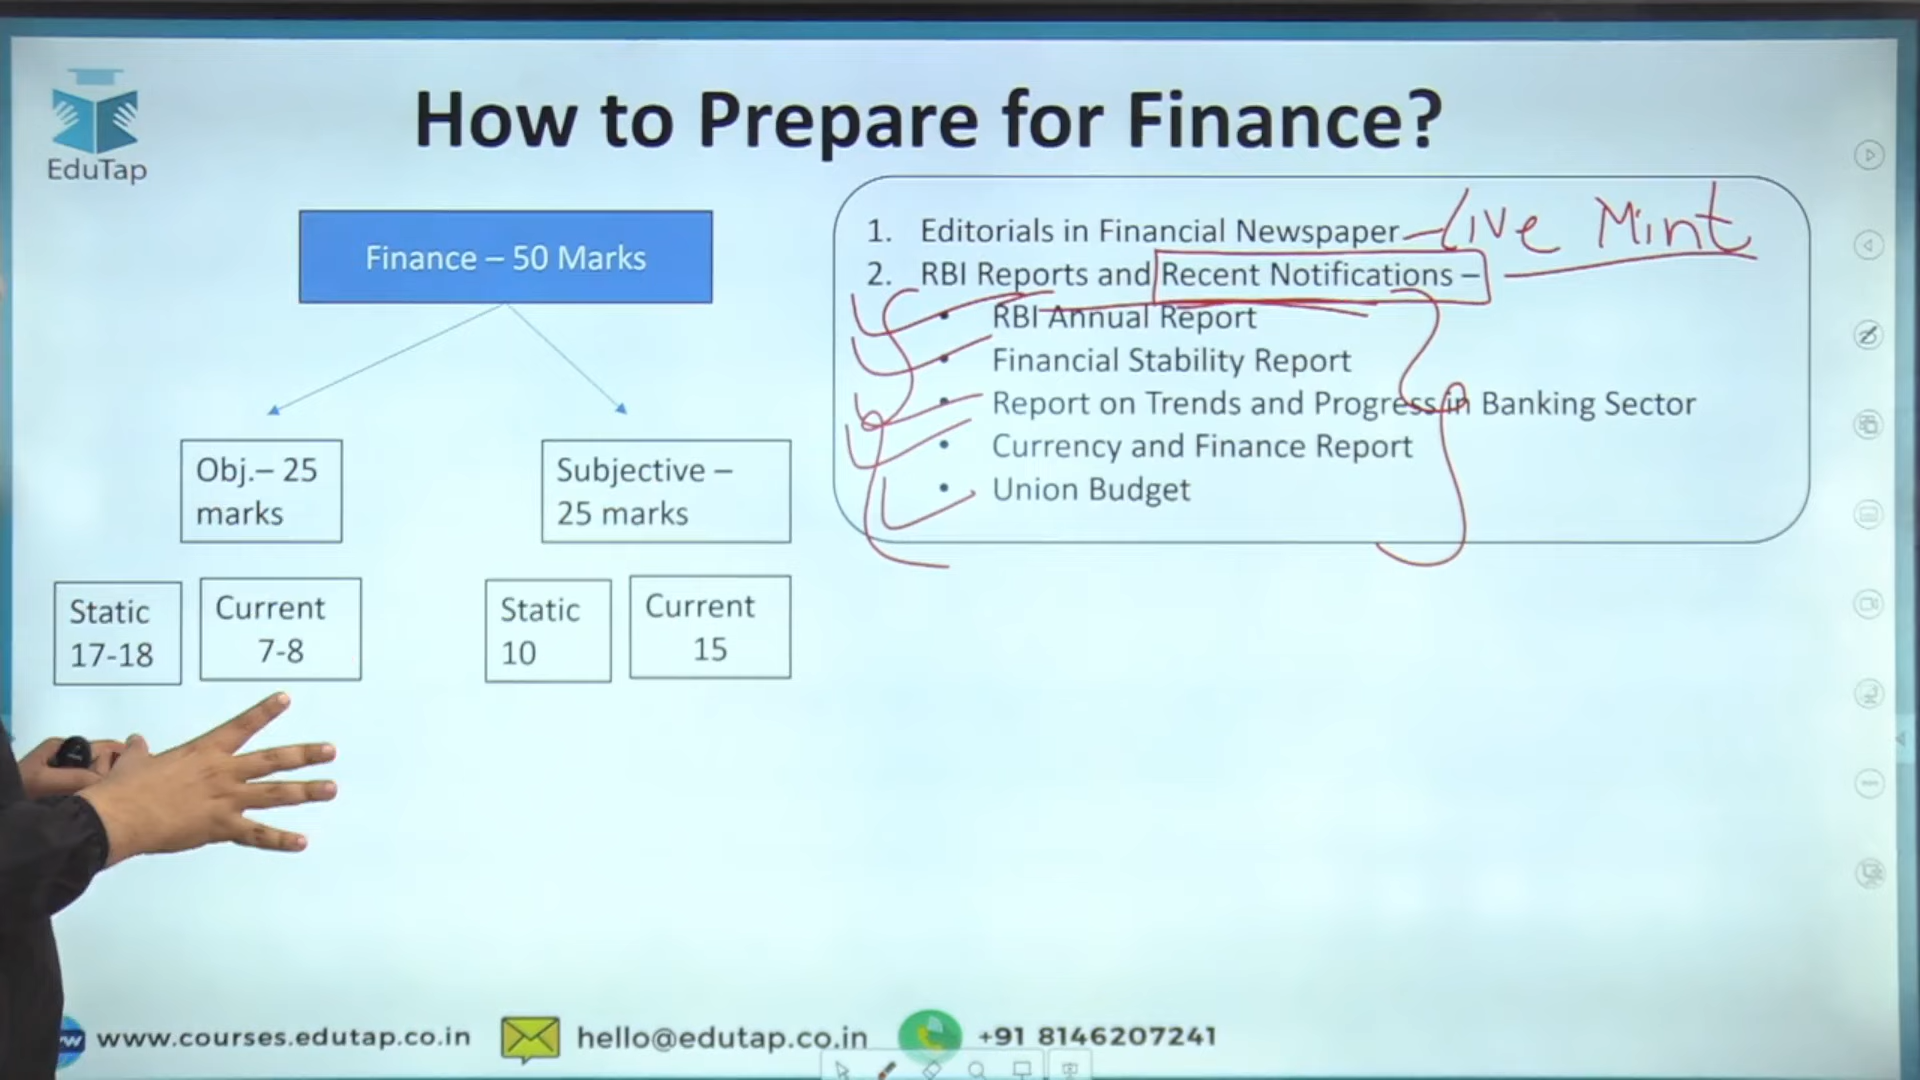 EduTap
How to Prepare for Finance?
Finance – 50 Marks
Obj.– 25
marks
Subjective –
25 marks
Static
17-18
Current
7-8
Static
10
Current
15
1. Editorials in Financial Newspaper – Live Mint
2. RBI Reports and Recent Notifications –
• RBI Annual Report
• Financial Stability Report
• Report on Trends and Progress in Banking Sector
• Currency and Finance Report
• Union Budget
www.courses.edutap.co.in
hello@edutap.co.in
+91 8146207241